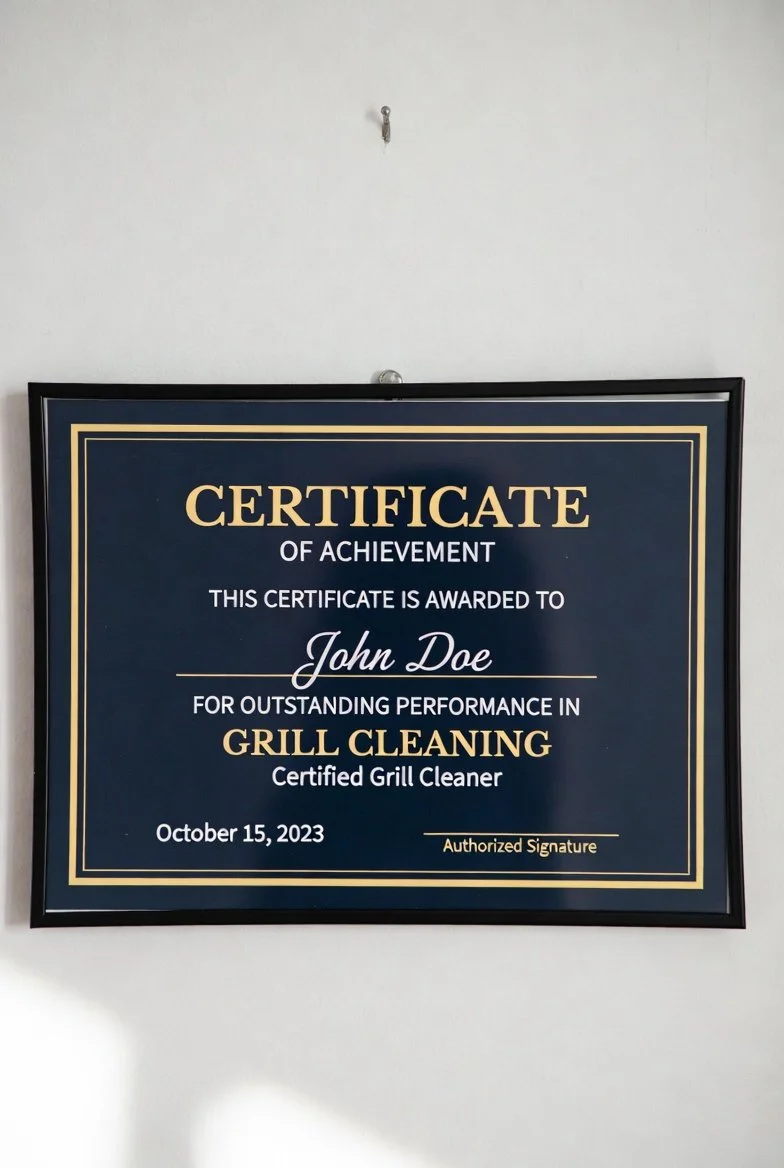 CERTIFICATE
OF ACHIEVEMENT
THIS CERTIFICATE IS AWARDED TO
John Doe
FOR OUTSTANDING PERFORMANCE IN
GRILL CLEANING
Certified Grill Cleaner
October 15, 2023
Authorized Signature